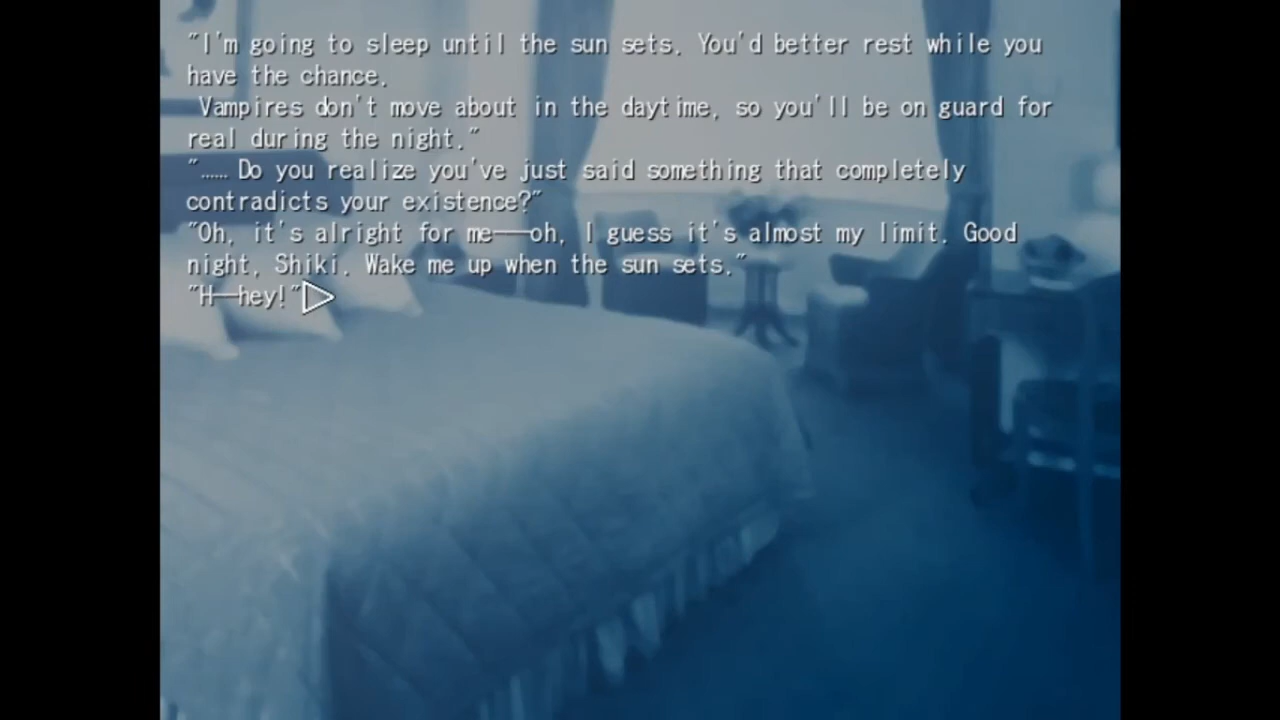 "I'm going to sleep until the sun sets. You'd better rest while you
have the chance.
Vampires don't move about in the daytime, so you'll be on guard for
real during the night."
"…… Do you realize you've just said something that completely
contradicts your existence?"
"Oh, it's alright for me──oh, I guess it's almost my limit. Good
night, Shiki. Wake me up when the sun sets."
"H─hey!"